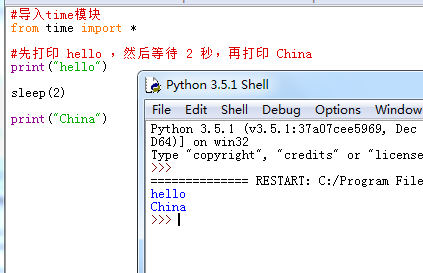 #导入time模块
from time import *
#先打印 hello ，然后等待 2 秒，再打印 China
print("hello")
sleep(2)
print("China")
Python 3.5.1 Shell
File Edit Shell Debug Options Window
Python 3.5.1 (v3.5.1:37a07cee5969, Dec
D64)] on win32
Type "copyright", "credits" or "license
>>>
============== RESTART: C:/Program File
hello
China
>>>